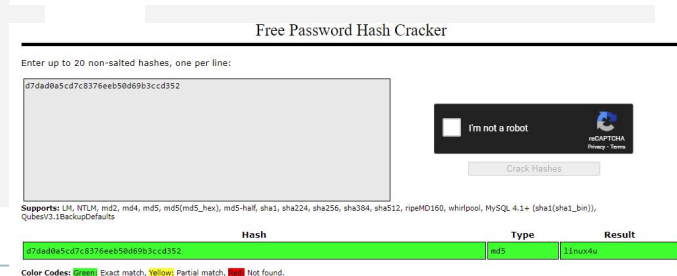 Free Password Hash Cracker
Enter up to 20 non-salted hashes, one per line:
d7dad0a5cd7c8376eeb50d69b3ccd352
I'm not a robot
reCAPTCHA
Privacy - Terms
Crack Hashes
Supports: LM, NTLM, md2, md4, md5, md5(md5_hex), md5-half, sha1, sha224, sha256, sha384, sha512, ripeMD160, whirlpool, MySQL 4.1+ (sha1(sha1_bin)),
QubesV3.1BackupDefaults
Hash Type Result
d7dad0a5cd7c8376eeb50d69b3ccd352 md5 linux4u
Color Codes: Green: Exact match, Yellow: Partial match, Red: Not found.